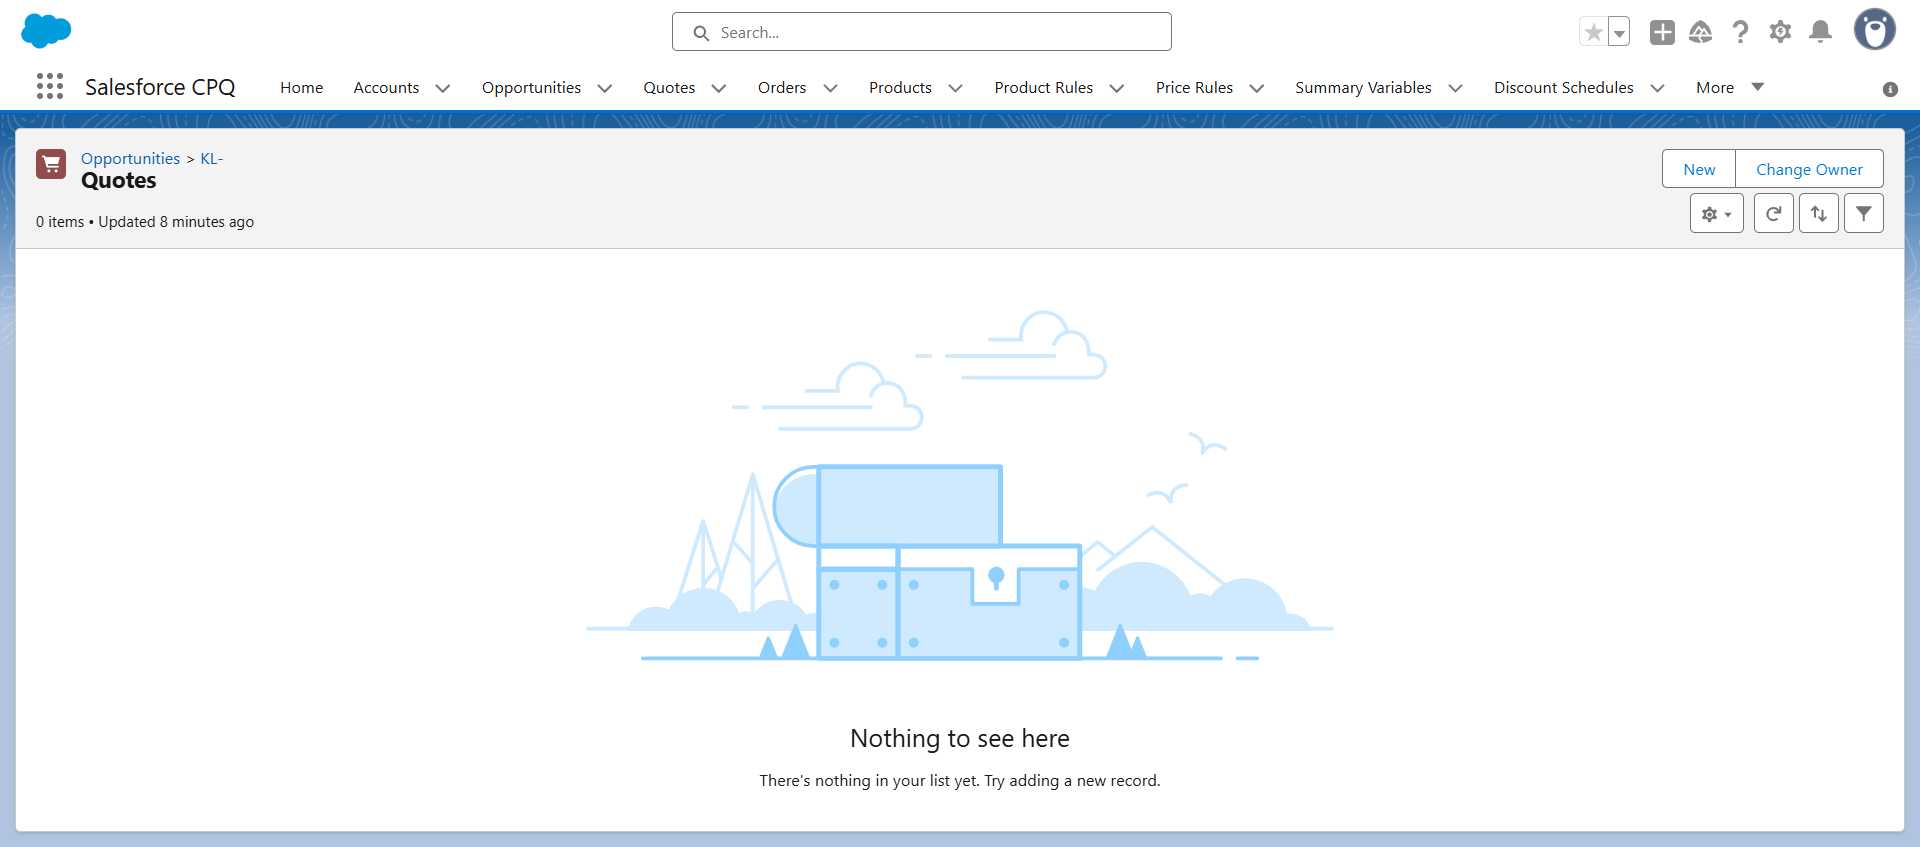 Search...
Salesforce CPQ
Home
Accounts
Opportunities
Quotes
Orders
Products
Product Rules
Price Rules
Summary Variables
Discount Schedules
More
Opportunities > KL-
Quotes
New
Change Owner
0 items • Updated 8 minutes ago
Nothing to see here
There's nothing in your list yet. Try adding a new record.